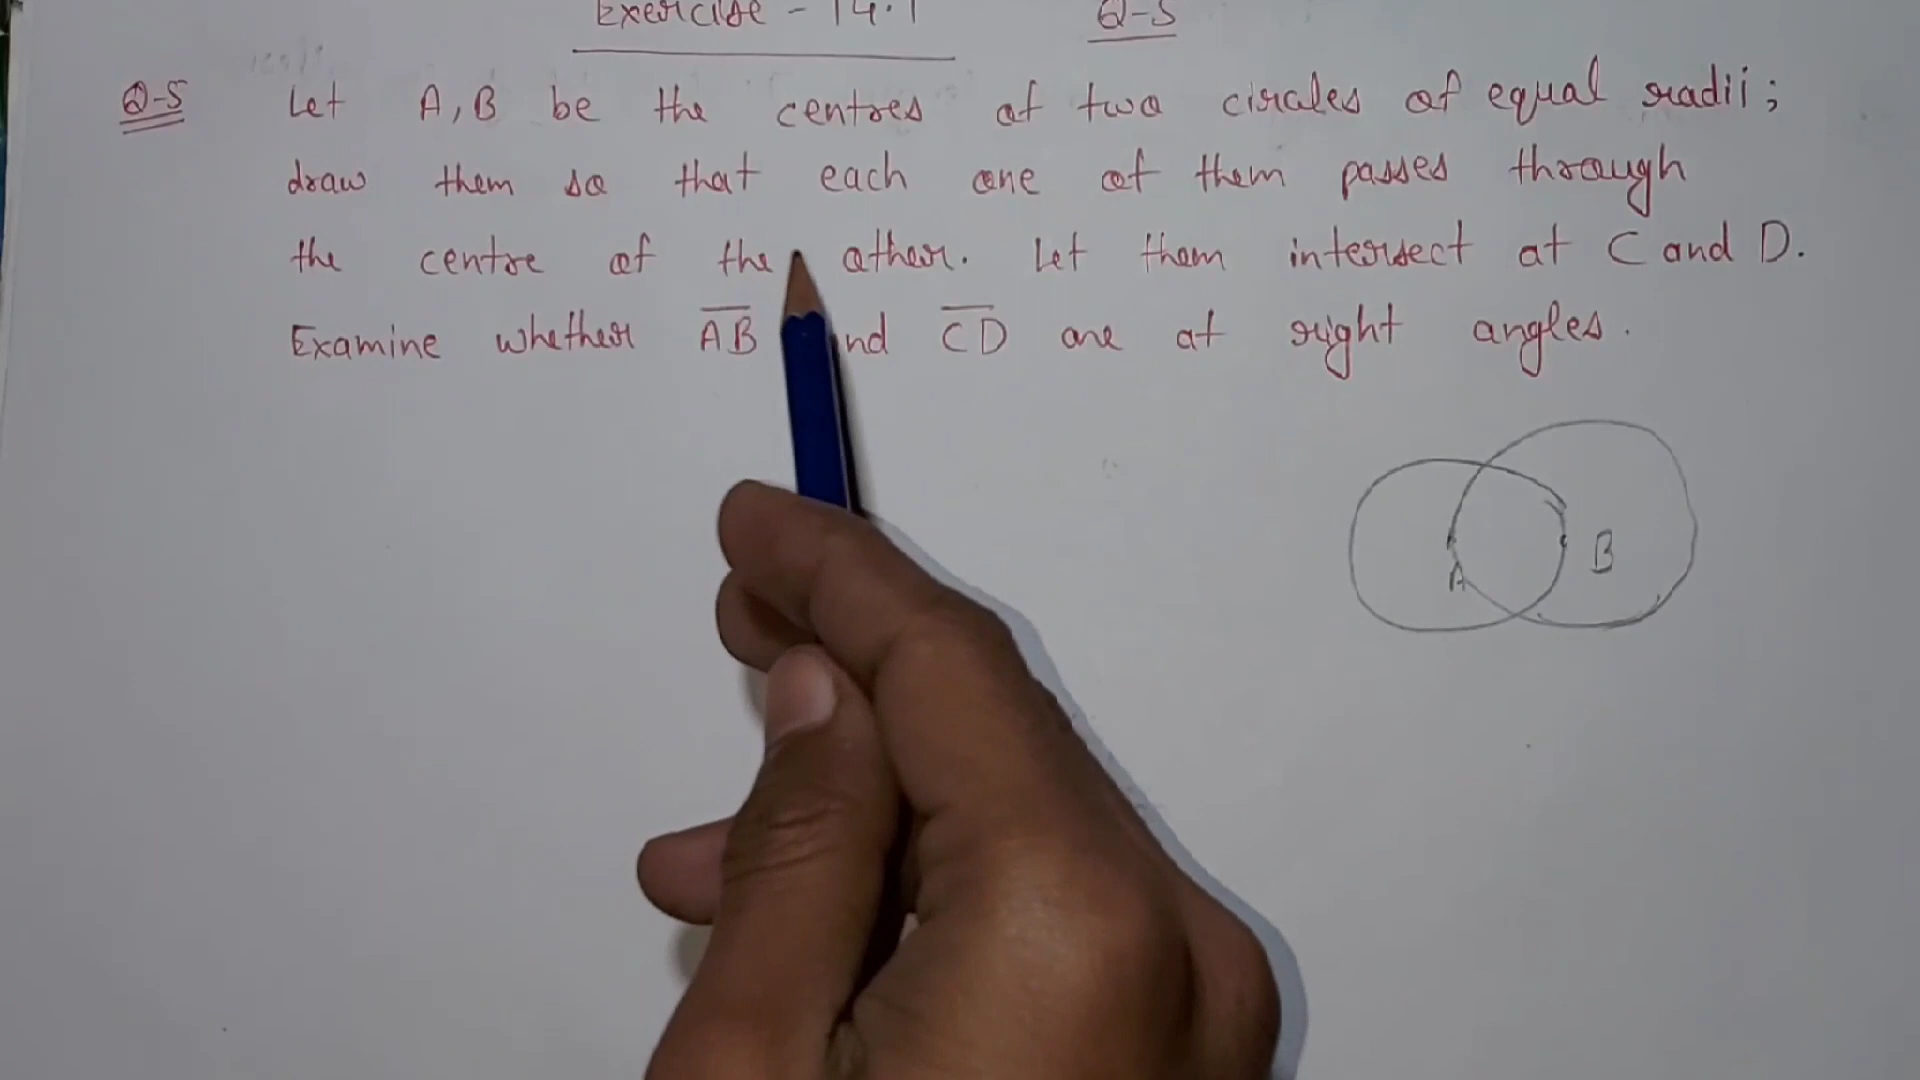 Exercise - 14.1 Q-5
Q-5 Let A, B be the centres of two circles of equal radii;
draw them so that each one of them passes through
the centre of the other. Let them intersect at C and D.
Examine whether AB and CD are at right angles.
A B